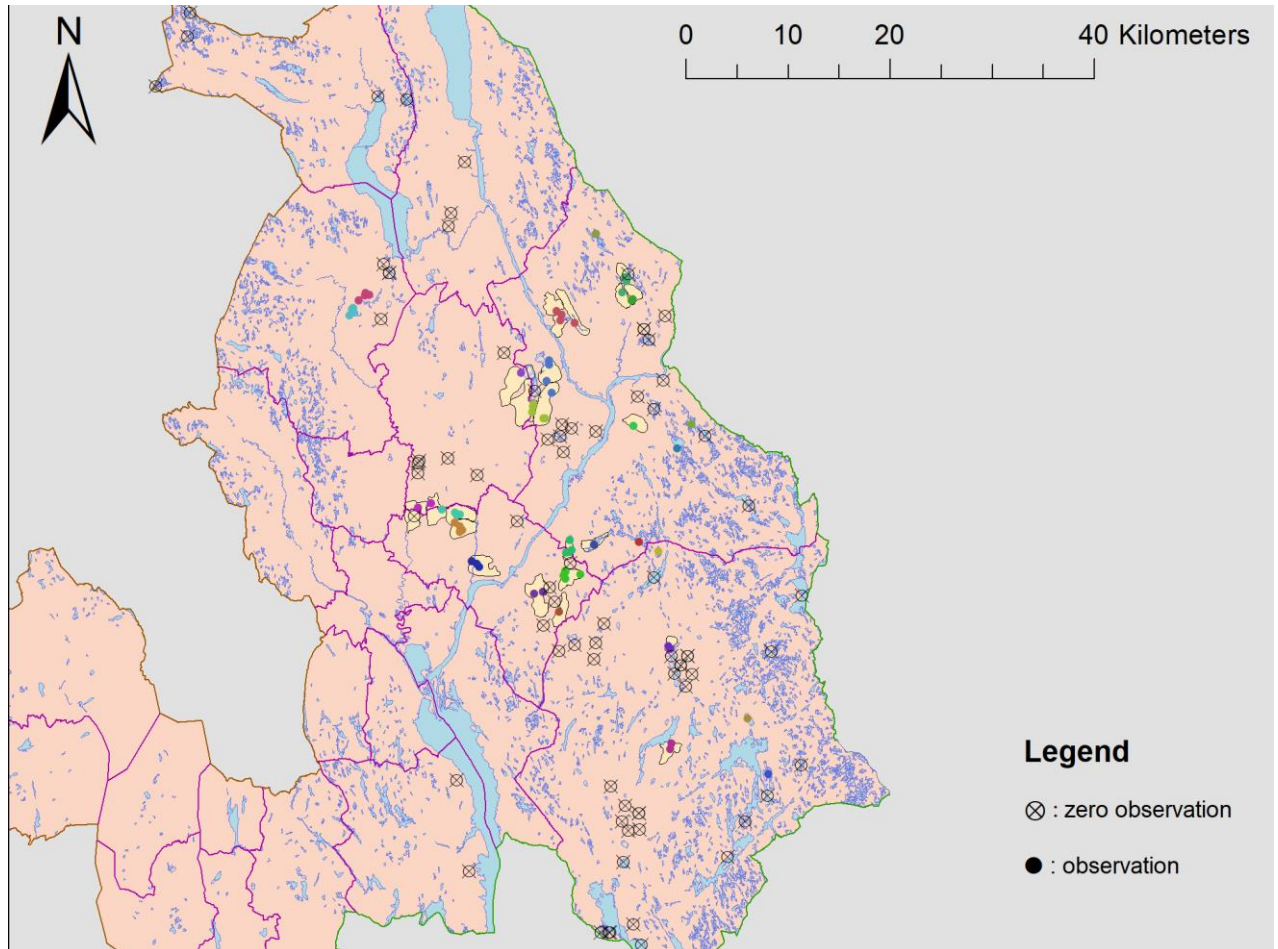 N
0 10 20 40 Kilometers
Legend
: zero observation
: observation